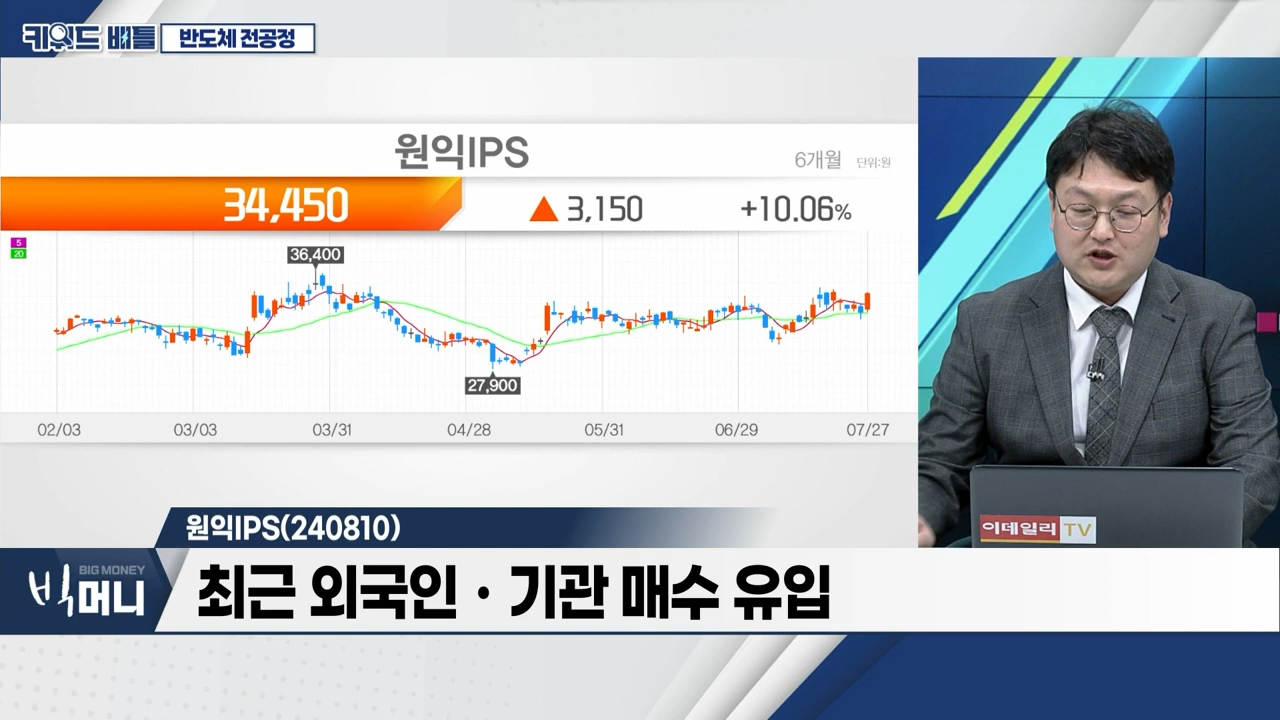 키워드 배틀
반도체 전공정
원익IPS
6개월 단위:원
34,450 ▲ 3,150 +10.06%
5
20
36,400
27,900
02/03 03/03 03/31 04/28 05/31 06/29 07/27
이데일리TV
원익IPS(240810)
BIG MONEY
빅머니
최근 외국인·기관 매수 유입